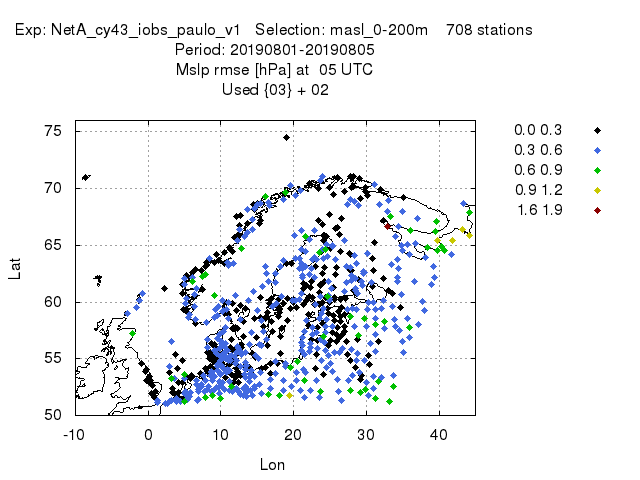 Exp: NetA_cy43_iobs_paulo_v1   Selection: masl_0-200m    708 stations
Period: 20190801-20190805
Mslp rmse [hPa] at  05 UTC
Used {03} + 02
0.0 0.3
0.3 0.6
0.6 0.9
0.9 1.2
1.6 1.9
75
70
65
60
55
50
Lat
-10 0 10 20 30 40
Lon